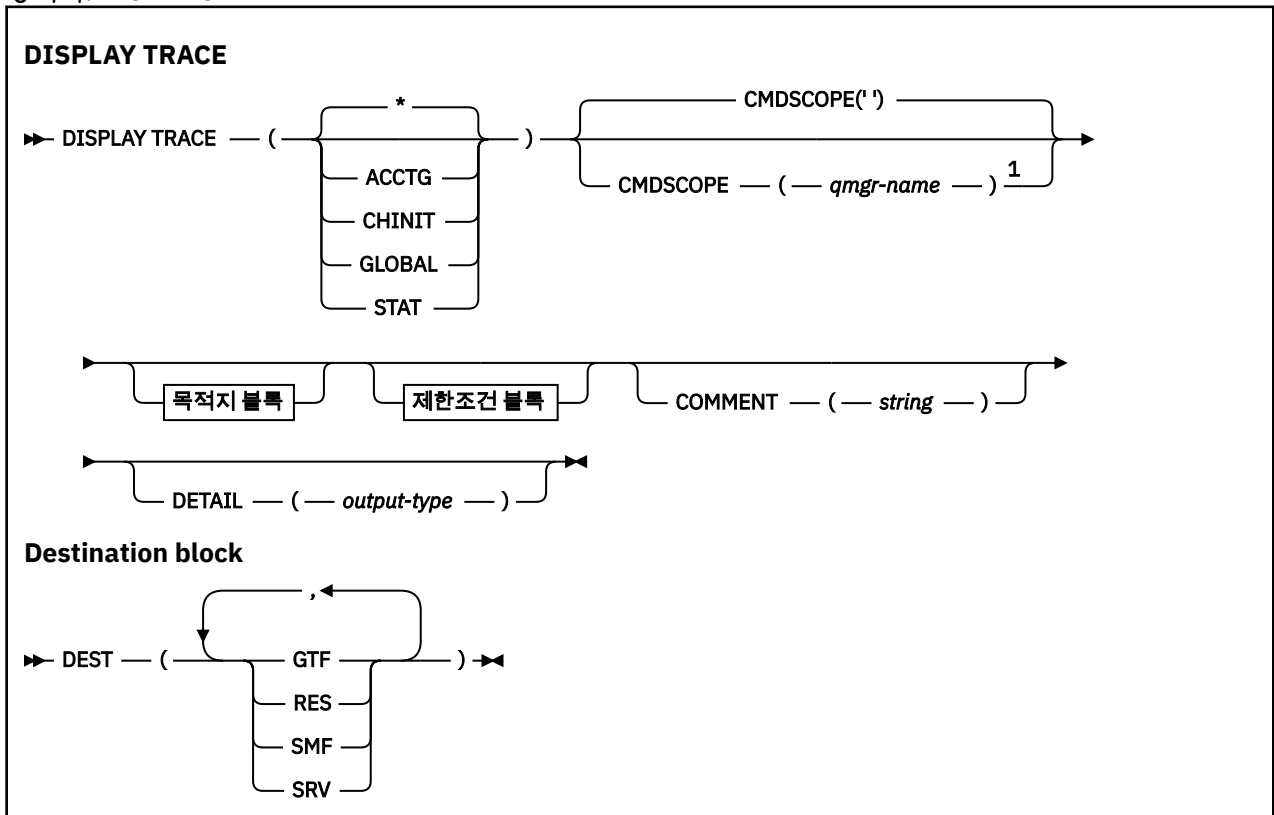 DISPLAY TRACE
*
CMDSCOPE(' ')
DISPLAY TRACE ( )
ACCTG
CMDSCOPE ( qmgr-name ) 1
CHINIT
GLOBAL
STAT
목적지 블록 제한조건 블록 COMMENT ( string )
DETAIL ( output-type )
Destination block
,
DEST ( GTF )
RES
SMF
SRV